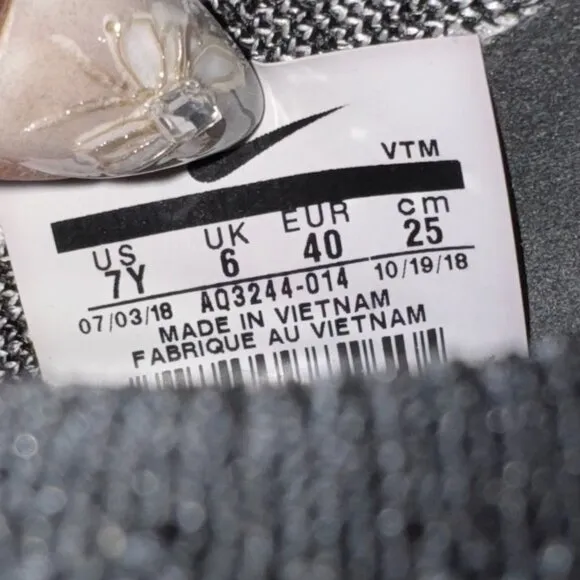 VTM
US UK EUR cm
7Y 6 40 25
07/03/18 AQ3244-014 10/19/18
MADE IN VIETNAM
FABRIQUE AU VIETNAM